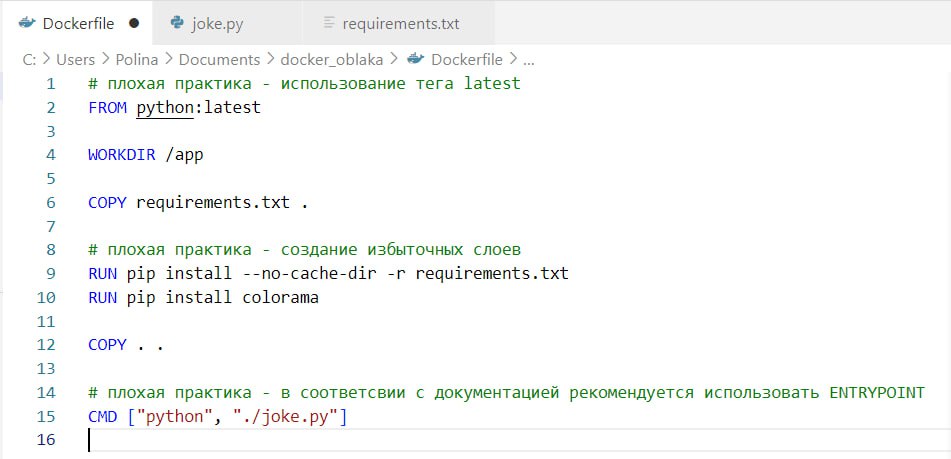 Dockerfile ● joke.py requirements.txt
C: > Users > Polina > Documents > docker_oblaka > Dockerfile > ...
1 # плохая практика - использование тега latest
2 FROM python:latest
3
4 WORKDIR /app
5
6 COPY requirements.txt .
7
8 # плохая практика - создание избыточных слоев
9 RUN pip install --no-cache-dir -r requirements.txt
10 RUN pip install colorama
11
12 COPY . .
13
14 # плохая практика - в соответсвии с документацией рекомендуется использовать ENTRYPOINT
15 CMD ["python", "./joke.py"]
16